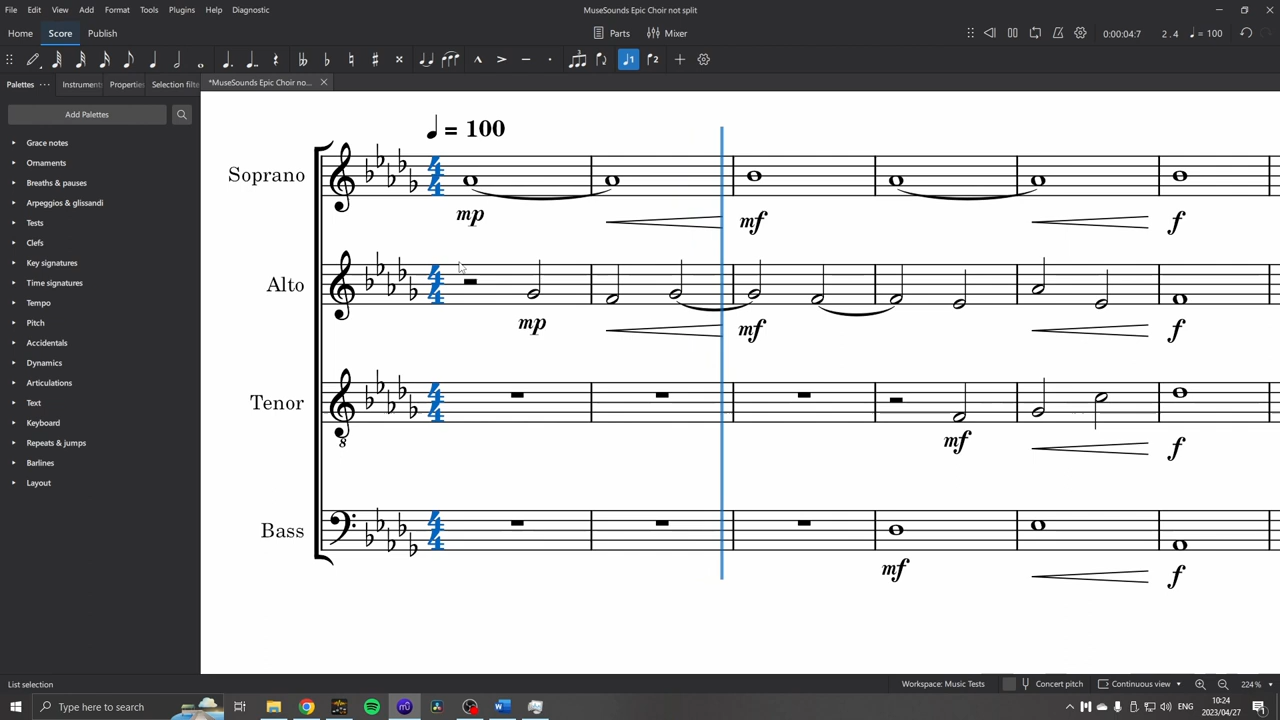 File Edit View Add Format Tools Plugins Help Diagnostic
MuseSounds Epic Choir not split
Home Score Publish
Parts Mixer
0:00:04:7 2 . 4 = 100
Palettes Instrument Properties Selection filte
*MuseSounds Epic Choir no...
Add Palettes
Grace notes
Ornaments
Breaths & pauses
Arpeggios & glissandi
Tests
Clefs
Key signatures
Time signatures
Tempo
Pitch
Accidentals
Dynamics
Articulations
Text
Keyboard
Repeats & jumps
Barlines
Layout
= 100
Soprano
mp mf f
Alto
mp mf f
Tenor
8
mf f
Bass
mf f
List selection
Workspace: Music Tests Concert pitch Continuous view 224 %
Type here to search
ENG
10:24
2023/04/27